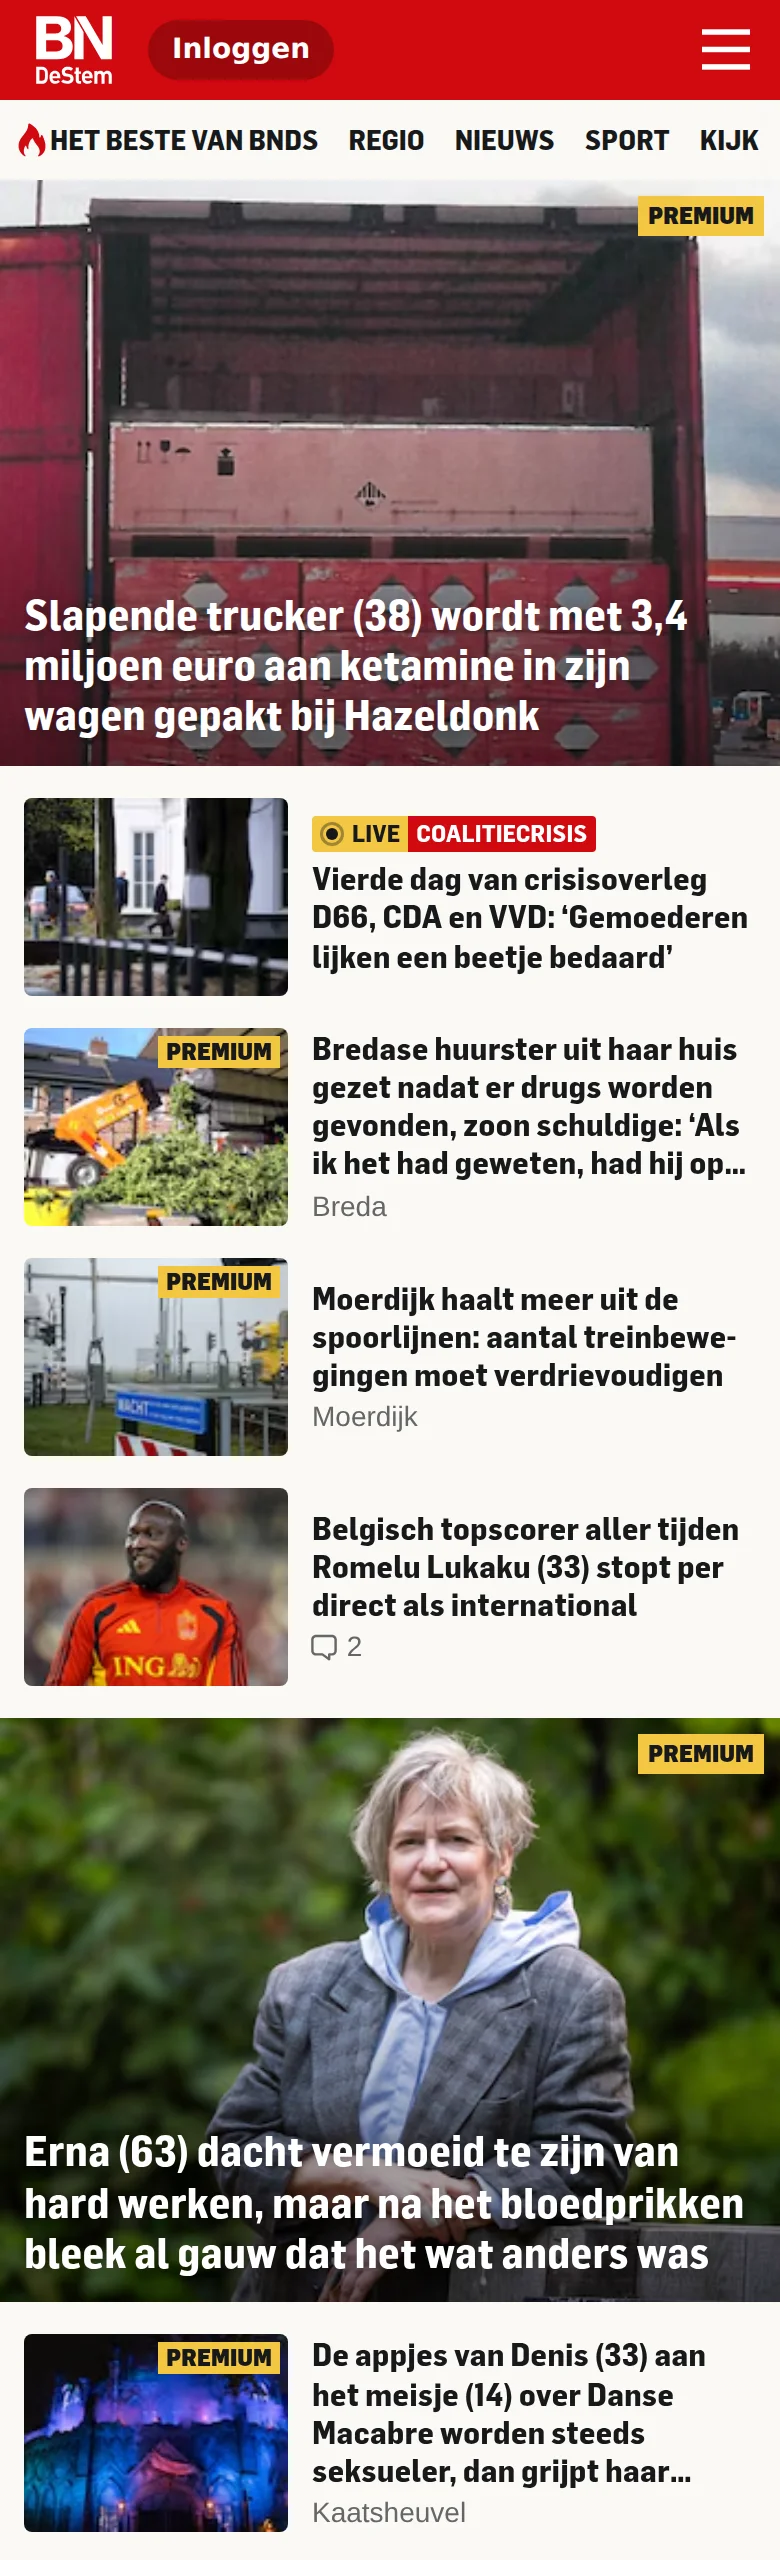 BN
DeStem
Inloggen
HET BESTE VAN BNDS REGIO NIEUWS SPORT KIJK
PREMIUM
Slapende trucker (38) wordt met 3,4
miljoen euro aan ketamine in zijn
wagen gepakt bij Hazeldonk
LIVE COALITIECRISIS
Vierde dag van crisisoverleg
D66, CDA en VVD: ‘Gemoederen
lijken een beetje bedaard’
PREMIUM
Bredase huurster uit haar huis
gezet nadat er drugs worden
gevonden, zoon schuldige: ‘Als
ik het had geweten, had hij op...
Breda
PREMIUM
WACHT
Moerdijk haalt meer uit de
spoorlijnen: aantal treinbewe-
gingen moet verdrievoudigen
Moerdijk
ING
Belgisch topscorer aller tijden
Romelu Lukaku (33) stopt per
direct als international
2
PREMIUM
Erna (63) dacht vermoeid te zijn van
hard werken, maar na het bloedprikken
bleek al gauw dat het wat anders was
PREMIUM
De appjes van Denis (33) aan
het meisje (14) over Danse
Macabre worden steeds
seksueler, dan grijpt haar...
Kaatsheuvel